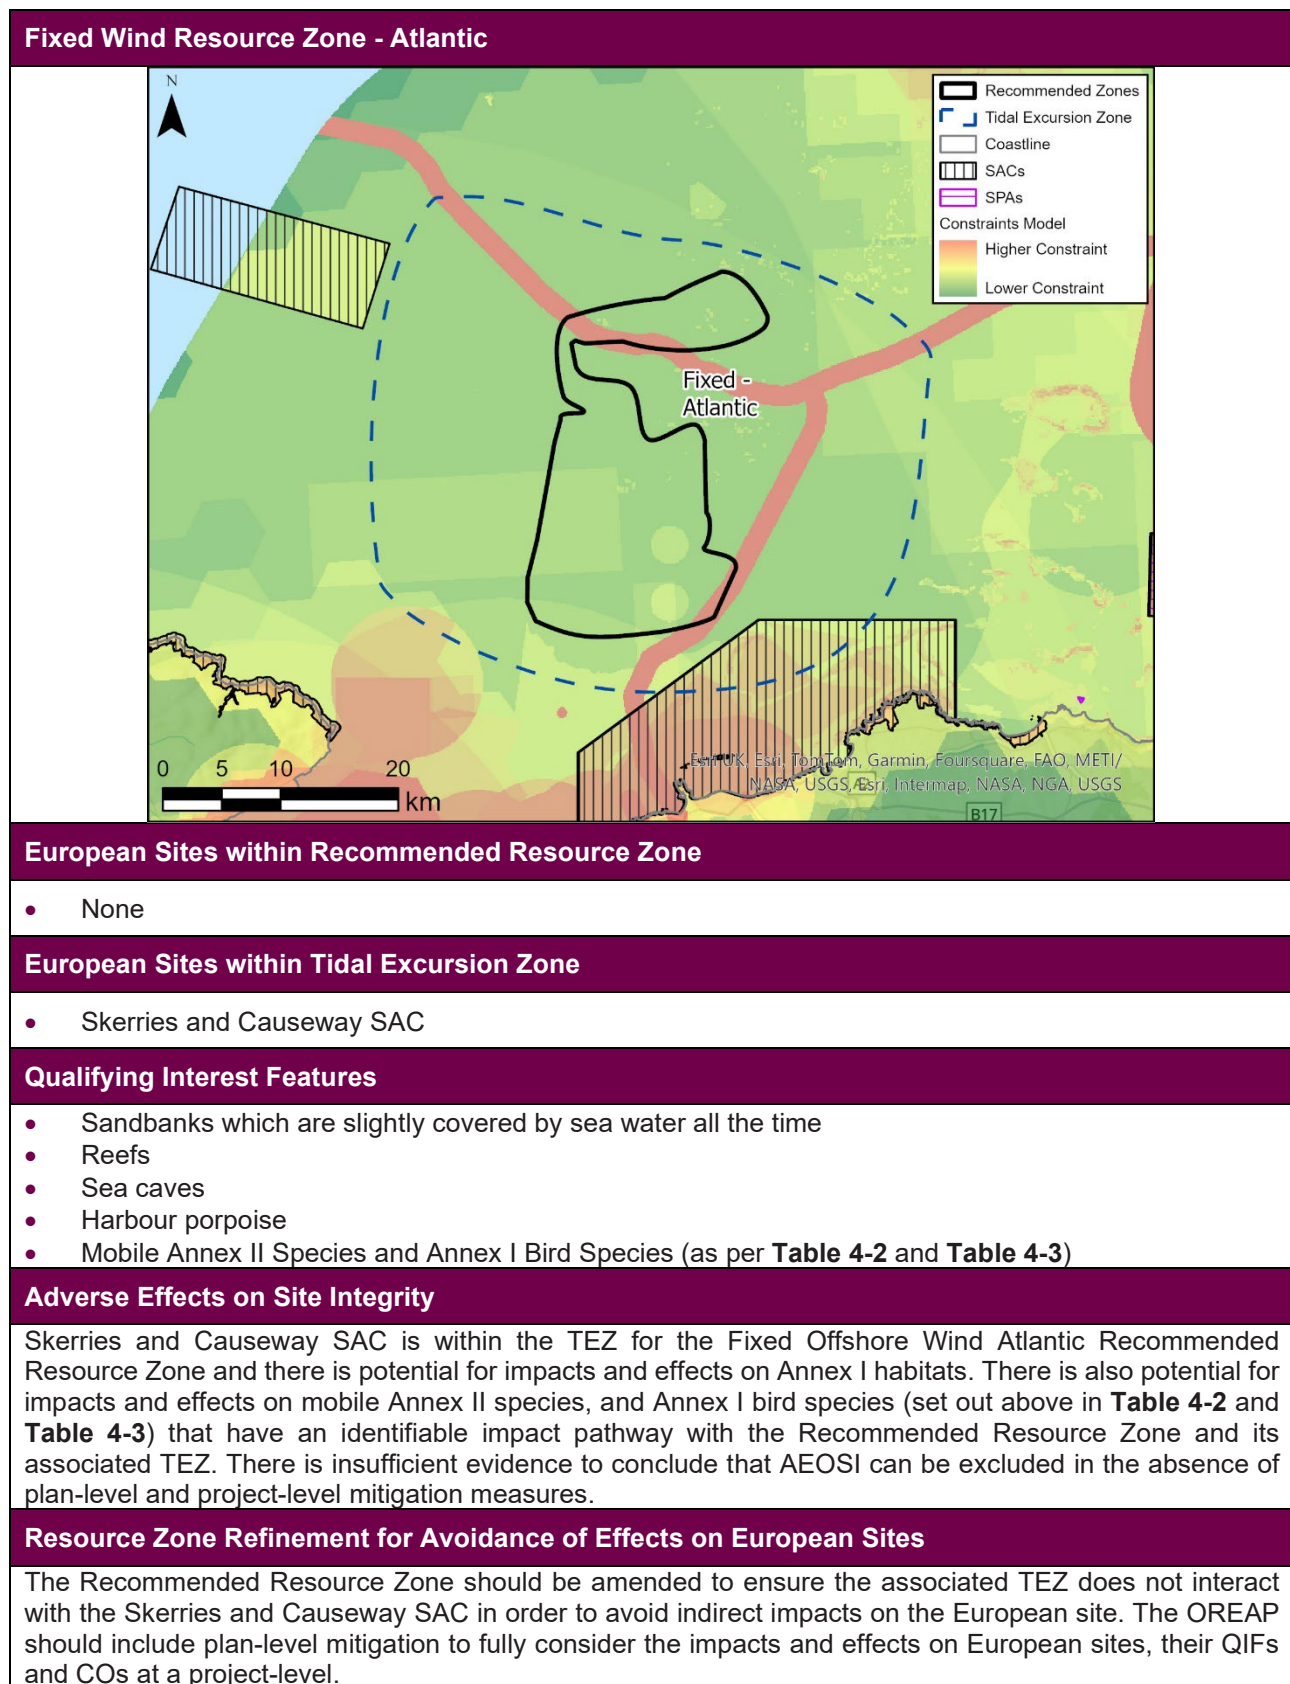 Fixed Wind Resource Zone - Atlantic
N
Recommended Zones
Tidal Excursion Zone
Coastline
SACs
SPAs
Constraints Model
Higher Constraint
Lower Constraint
Fixed -
Atlantic
0 5 10 20
km
Esri UK, Esri, TomTom, Garmin, Foursquare, FAO, METI/
NASA, USGS, Esri, Intermap, NASA, NGA, USGS
B17
European Sites within Recommended Resource Zone
• None
European Sites within Tidal Excursion Zone
• Skerries and Causeway SAC
Qualifying Interest Features
• Sandbanks which are slightly covered by sea water all the time
• Reefs
• Sea caves
• Harbour porpoise
• Mobile Annex II Species and Annex I Bird Species (as per Table 4-2 and Table 4-3)
Adverse Effects on Site Integrity
Skerries and Causeway SAC is within the TEZ for the Fixed Offshore Wind Atlantic Recommended
Resource Zone and there is potential for impacts and effects on Annex I habitats. There is also potential for
impacts and effects on mobile Annex II species, and Annex I bird species (set out above in Table 4-2 and
Table 4-3) that have an identifiable impact pathway with the Recommended Resource Zone and its
associated TEZ. There is insufficient evidence to conclude that AEOSI can be excluded in the absence of
plan-level and project-level mitigation measures.
Resource Zone Refinement for Avoidance of Effects on European Sites
The Recommended Resource Zone should be amended to ensure the associated TEZ does not interact
with the Skerries and Causeway SAC in order to avoid indirect impacts on the European site. The OREAP
should include plan-level mitigation to fully consider the impacts and effects on European sites, their QIFs
and COs at a project-level.